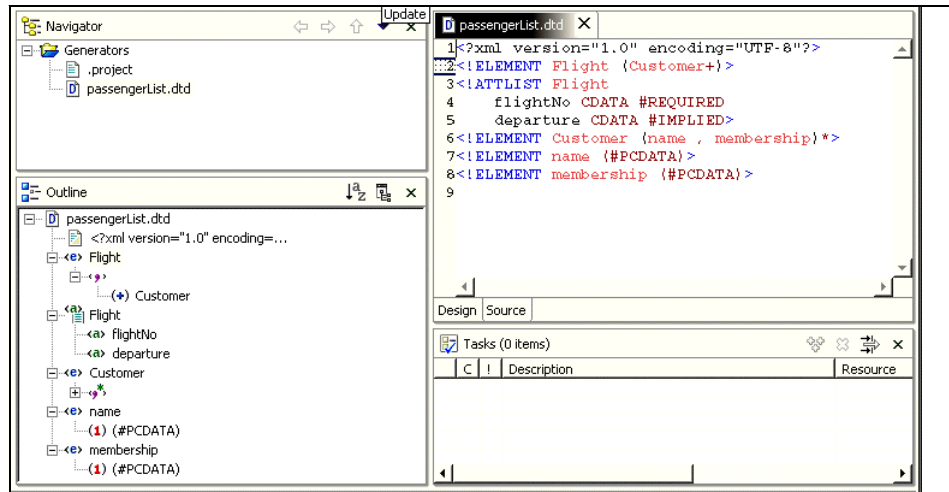 Navigator
Update
Generators
.project
passengerList.dtd
Outline
passengerList.dtd
<?xml version="1.0" encoding=...
<e> Flight
(+) Customer
<a> Flight
<a> flightNo
<a> departure
<e> Customer
<e> name
(1) (#PCDATA)
<e> membership
(1) (#PCDATA)
passengerList.dtd
1<?xml version="1.0" encoding="UTF-8"?>
2<!ELEMENT Flight (Customer+)>
3<!ATTLIST Flight
4 flightNo CDATA #REQUIRED
5 departure CDATA #IMPLIED>
6<!ELEMENT Customer (name , membership)*>
7<!ELEMENT name (#PCDATA)>
8<!ELEMENT membership (#PCDATA)>
9
Design Source
Tasks (0 items)
C ! Description Resource